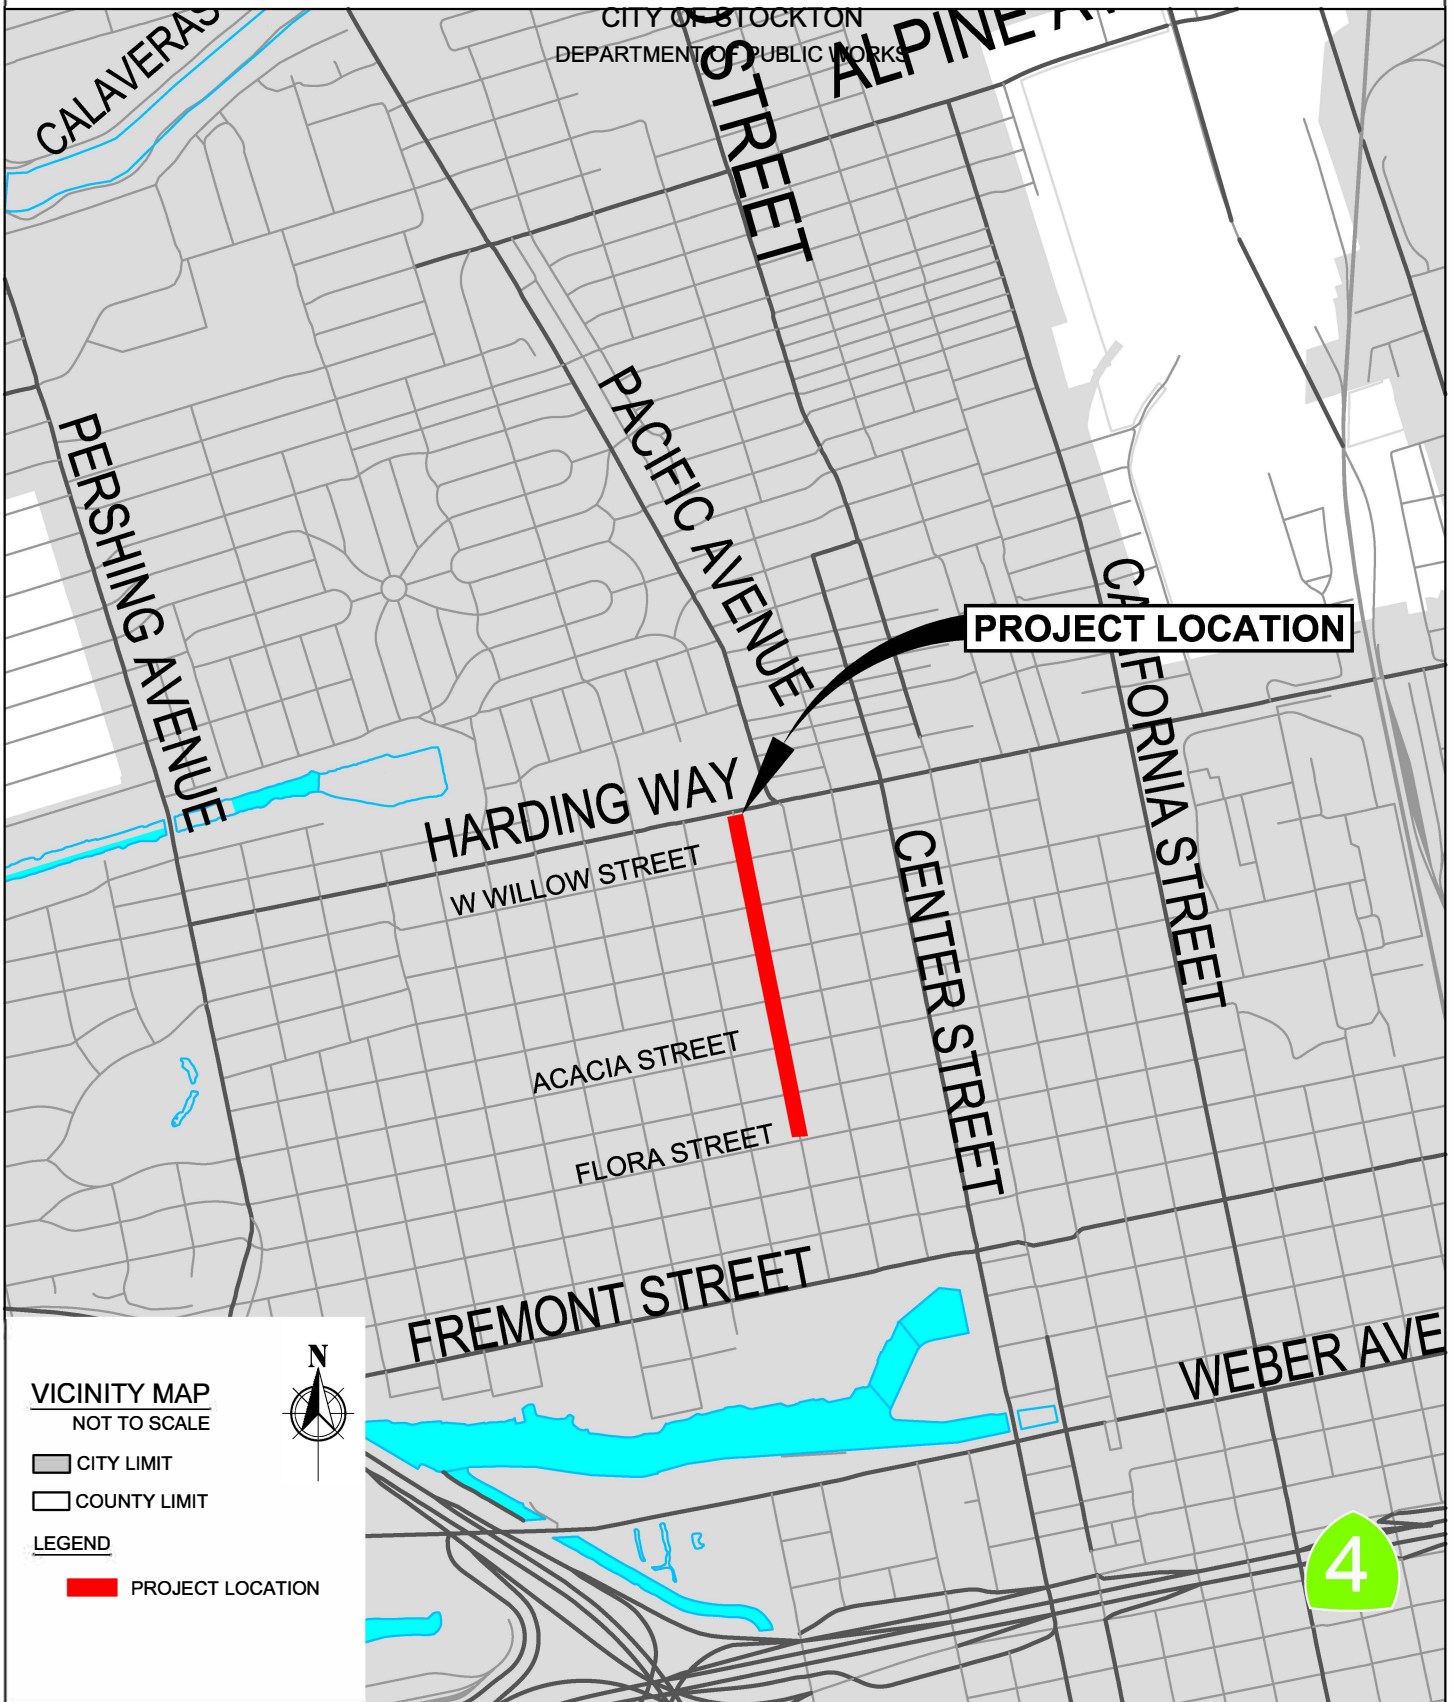 CITY OF STOCKTON
DEPARTMENT OF PUBLIC WORKS
CALAVERAS
STREET
ALPINE
PACIFIC AVENUE
PERSHING AVENUE
PROJECT LOCATION
CALIFORNIA STREET
HARDING WAY
W WILLOW STREET
CENTER STREET
ACACIA STREET
FLORA STREET
FREMONT STREET
WEBER AVE
N
VICINITY MAP
NOT TO SCALE
CITY LIMIT
COUNTY LIMIT
LEGEND
PROJECT LOCATION
4